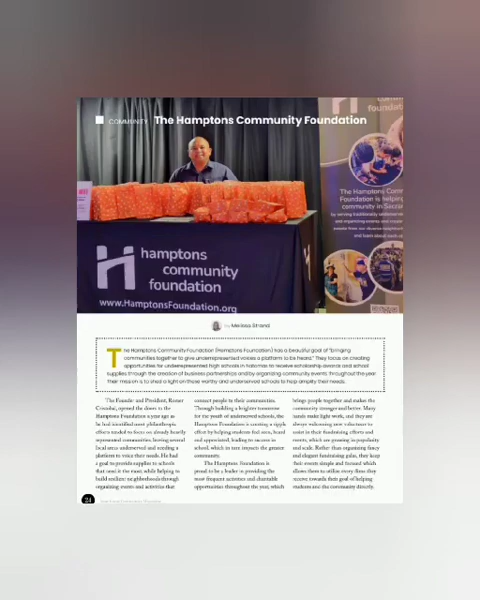 COMMUNITY The Hamptons Community Foundation
hamptons
community
foundation
www.HamptonsFoundation.org
The Hamptons Comm
Foundation is helping
community in Sacra
by Melissa Strand
The Hamptons Community Foundation (Hamptons Foundation) has a beautiful goal of "bringing
communities together to give underrepresented voices a platform to be heard." They focus on creating
opportunities for underrepresented high schools in Natomas to receive scholarship awards and school
supplies through the creation of business partnerships and by organizing community events throughout the year.
Their mission is to shed a light on these worthy and underserved schools to help amplify their needs.
The Founder and President, Romer
Cristobal, opened the doors to the
Hamptons Foundation a year ago as
he had identified most philanthropic
efforts tended to focus on already heavily
represented communities, leaving several
local areas underserved and needing a
platform to voice their needs. He had
a goal to provide supplies to schools
that need it the most while helping to
build resilient neighborhoods through
organizing events and activities that
connect people to their communities.
Through building a brighter tomorrow
for the youth of underserved schools, the
Hamptons Foundation is creating a ripple
effect by helping students feel seen, heard
and appreciated, leading to success in
school, which in turn impacts the greater
community.
The Hamptons Foundation is
proud to be a leader in providing the
most frequent activities and charitable
opportunities throughout the year, which
brings people together and makes the
community stronger and better. Many
hands make light work, and they are
always welcoming new volunteers to
assist in their fundraising efforts and
events, which are growing in popularity
and scale. Rather than organizing fancy
and elegant fundraising galas, they keep
their events simple and focused which
allows them to utilize every dime they
receive towards their goal of helping
students and the community directly.
24